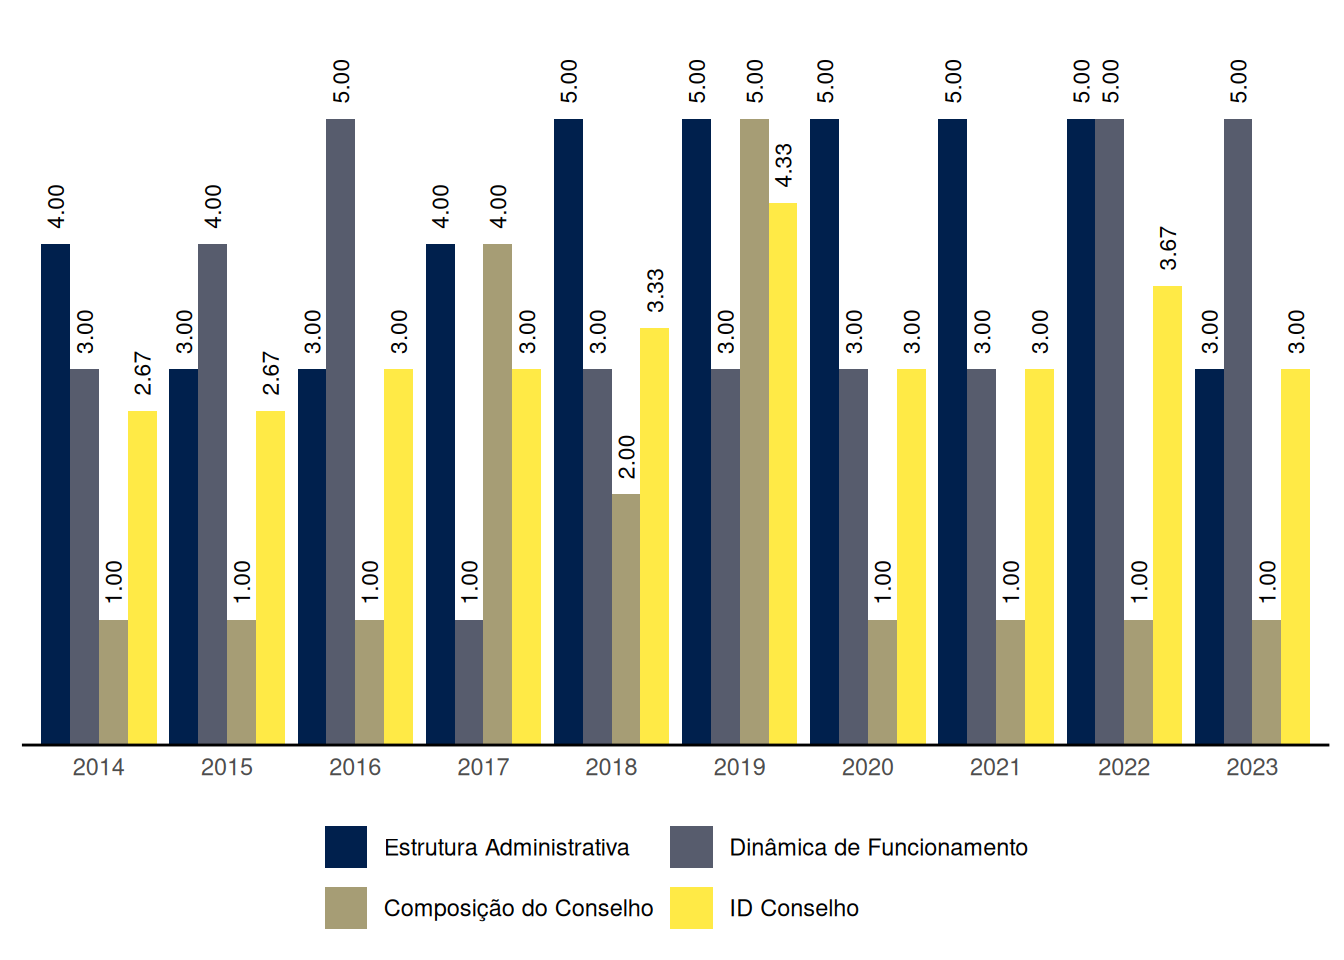 4.00 3.00 1.00 2.67 3.00 4.00 1.00 2.67 3.00 5.00 1.00 3.00 4.00 1.00 4.00 3.00 5.00 3.00 2.00 3.33 5.00 3.00 5.00 4.33 5.00 3.00 1.00 3.00 5.00 3.00 1.00 3.00 5.00 5.00 1.00 3.67 3.00 5.00 1.00 3.00
2014 2015 2016 2017 2018 2019 2020 2021 2022 2023
Estrutura Administrativa Dinâmica de Funcionamento
Composição do Conselho ID Conselho